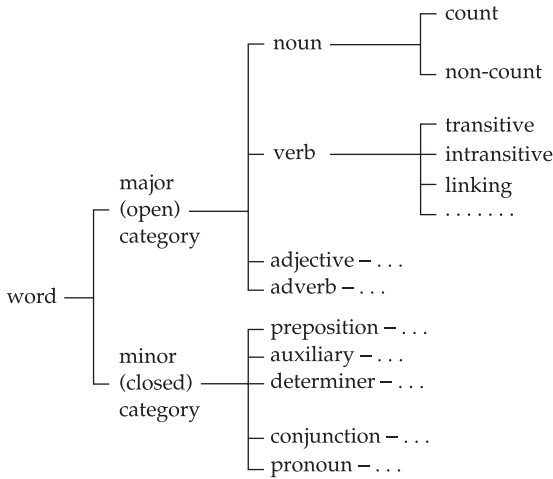 count
noun
non-count
transitive
verb
intransitive
linking
. . . . . . .
major
(open)
category
adjective – . . .
adverb – . . .
word
preposition – . . .
minor
(closed)
category
auxiliary – . . .
determiner – . . .
conjunction – . . .
pronoun – . . .